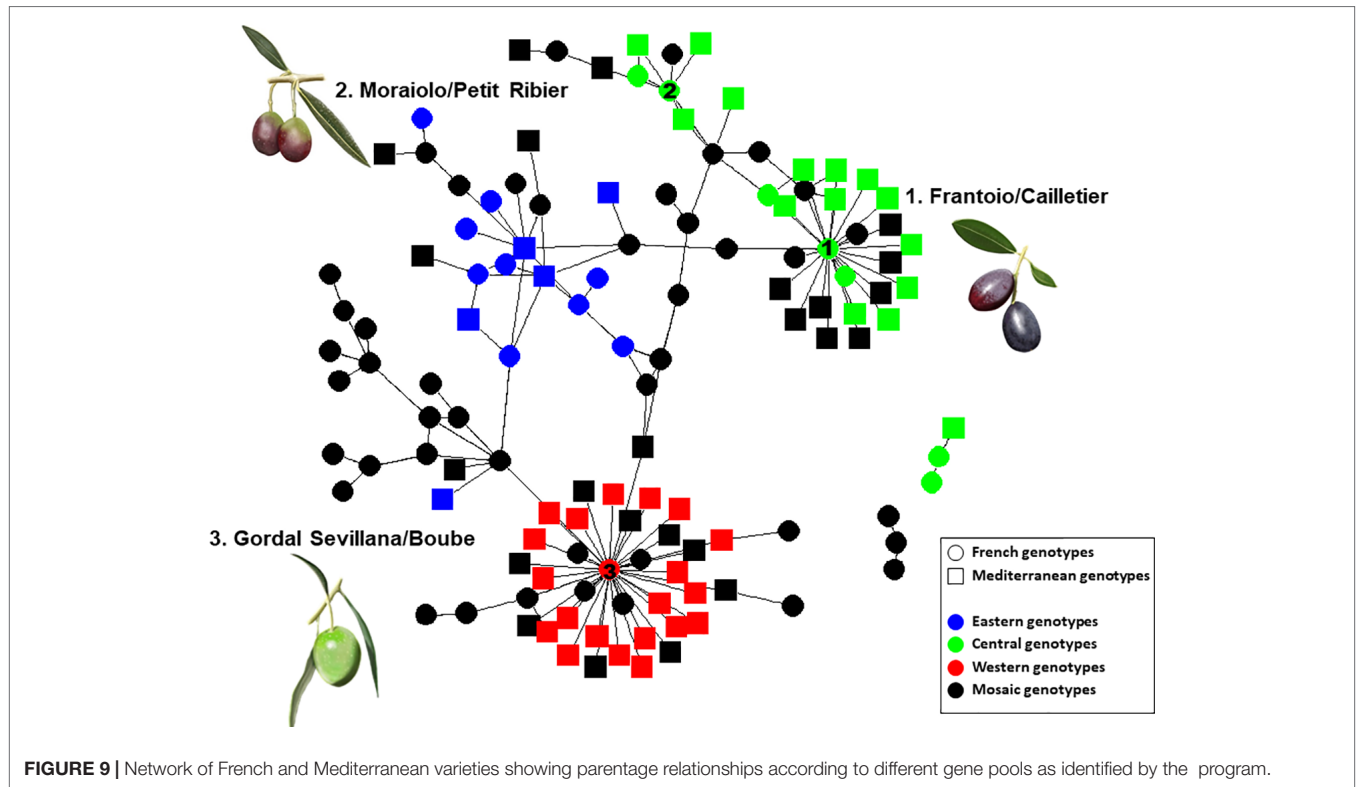 2. Moraiolo/Petit Ribier
2
1. Frantoio/Cailletier
1
3. Gordal Sevillana/Boube
3
French genotypes
Mediterranean genotypes
Eastern genotypes
Central genotypes
Western genotypes
Mosaic genotypes
FIGURE 9 | Network of French and Mediterranean varieties showing parentage relationships according to different gene pools as identified by the program.